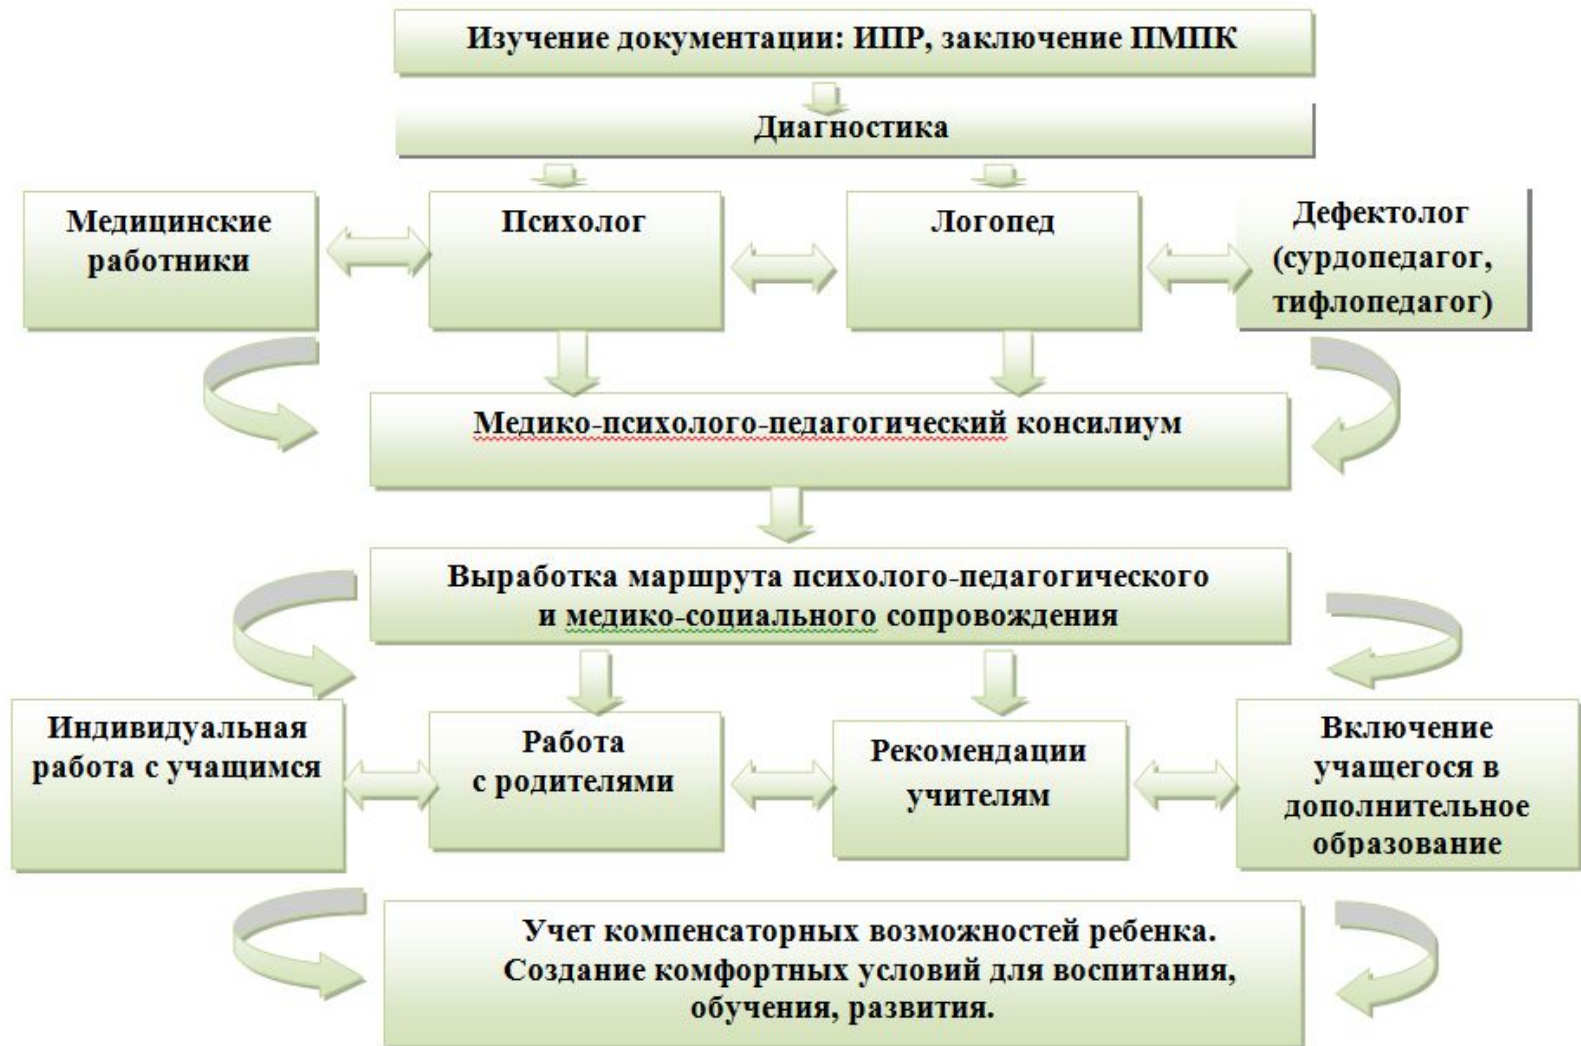 Изучение документации: ИПР, заключение ПМПК
Диагностика
Медицинские
работники
Психолог
Логопед
Дефектолог
(сурдопедагог,
тифлопедагог)
Медико-психолого-педагогический консилиум
Выработка маршрута психолого-педагогического
и медико-социального сопровождения
Индивидуальная
работа с учащимся
Работа
с родителями
Рекомендации
учителям
Включение
учащегося в
дополнительное
образование
Учет компенсаторных возможностей ребенка.
Создание комфортных условий для воспитания,
обучения, развития.